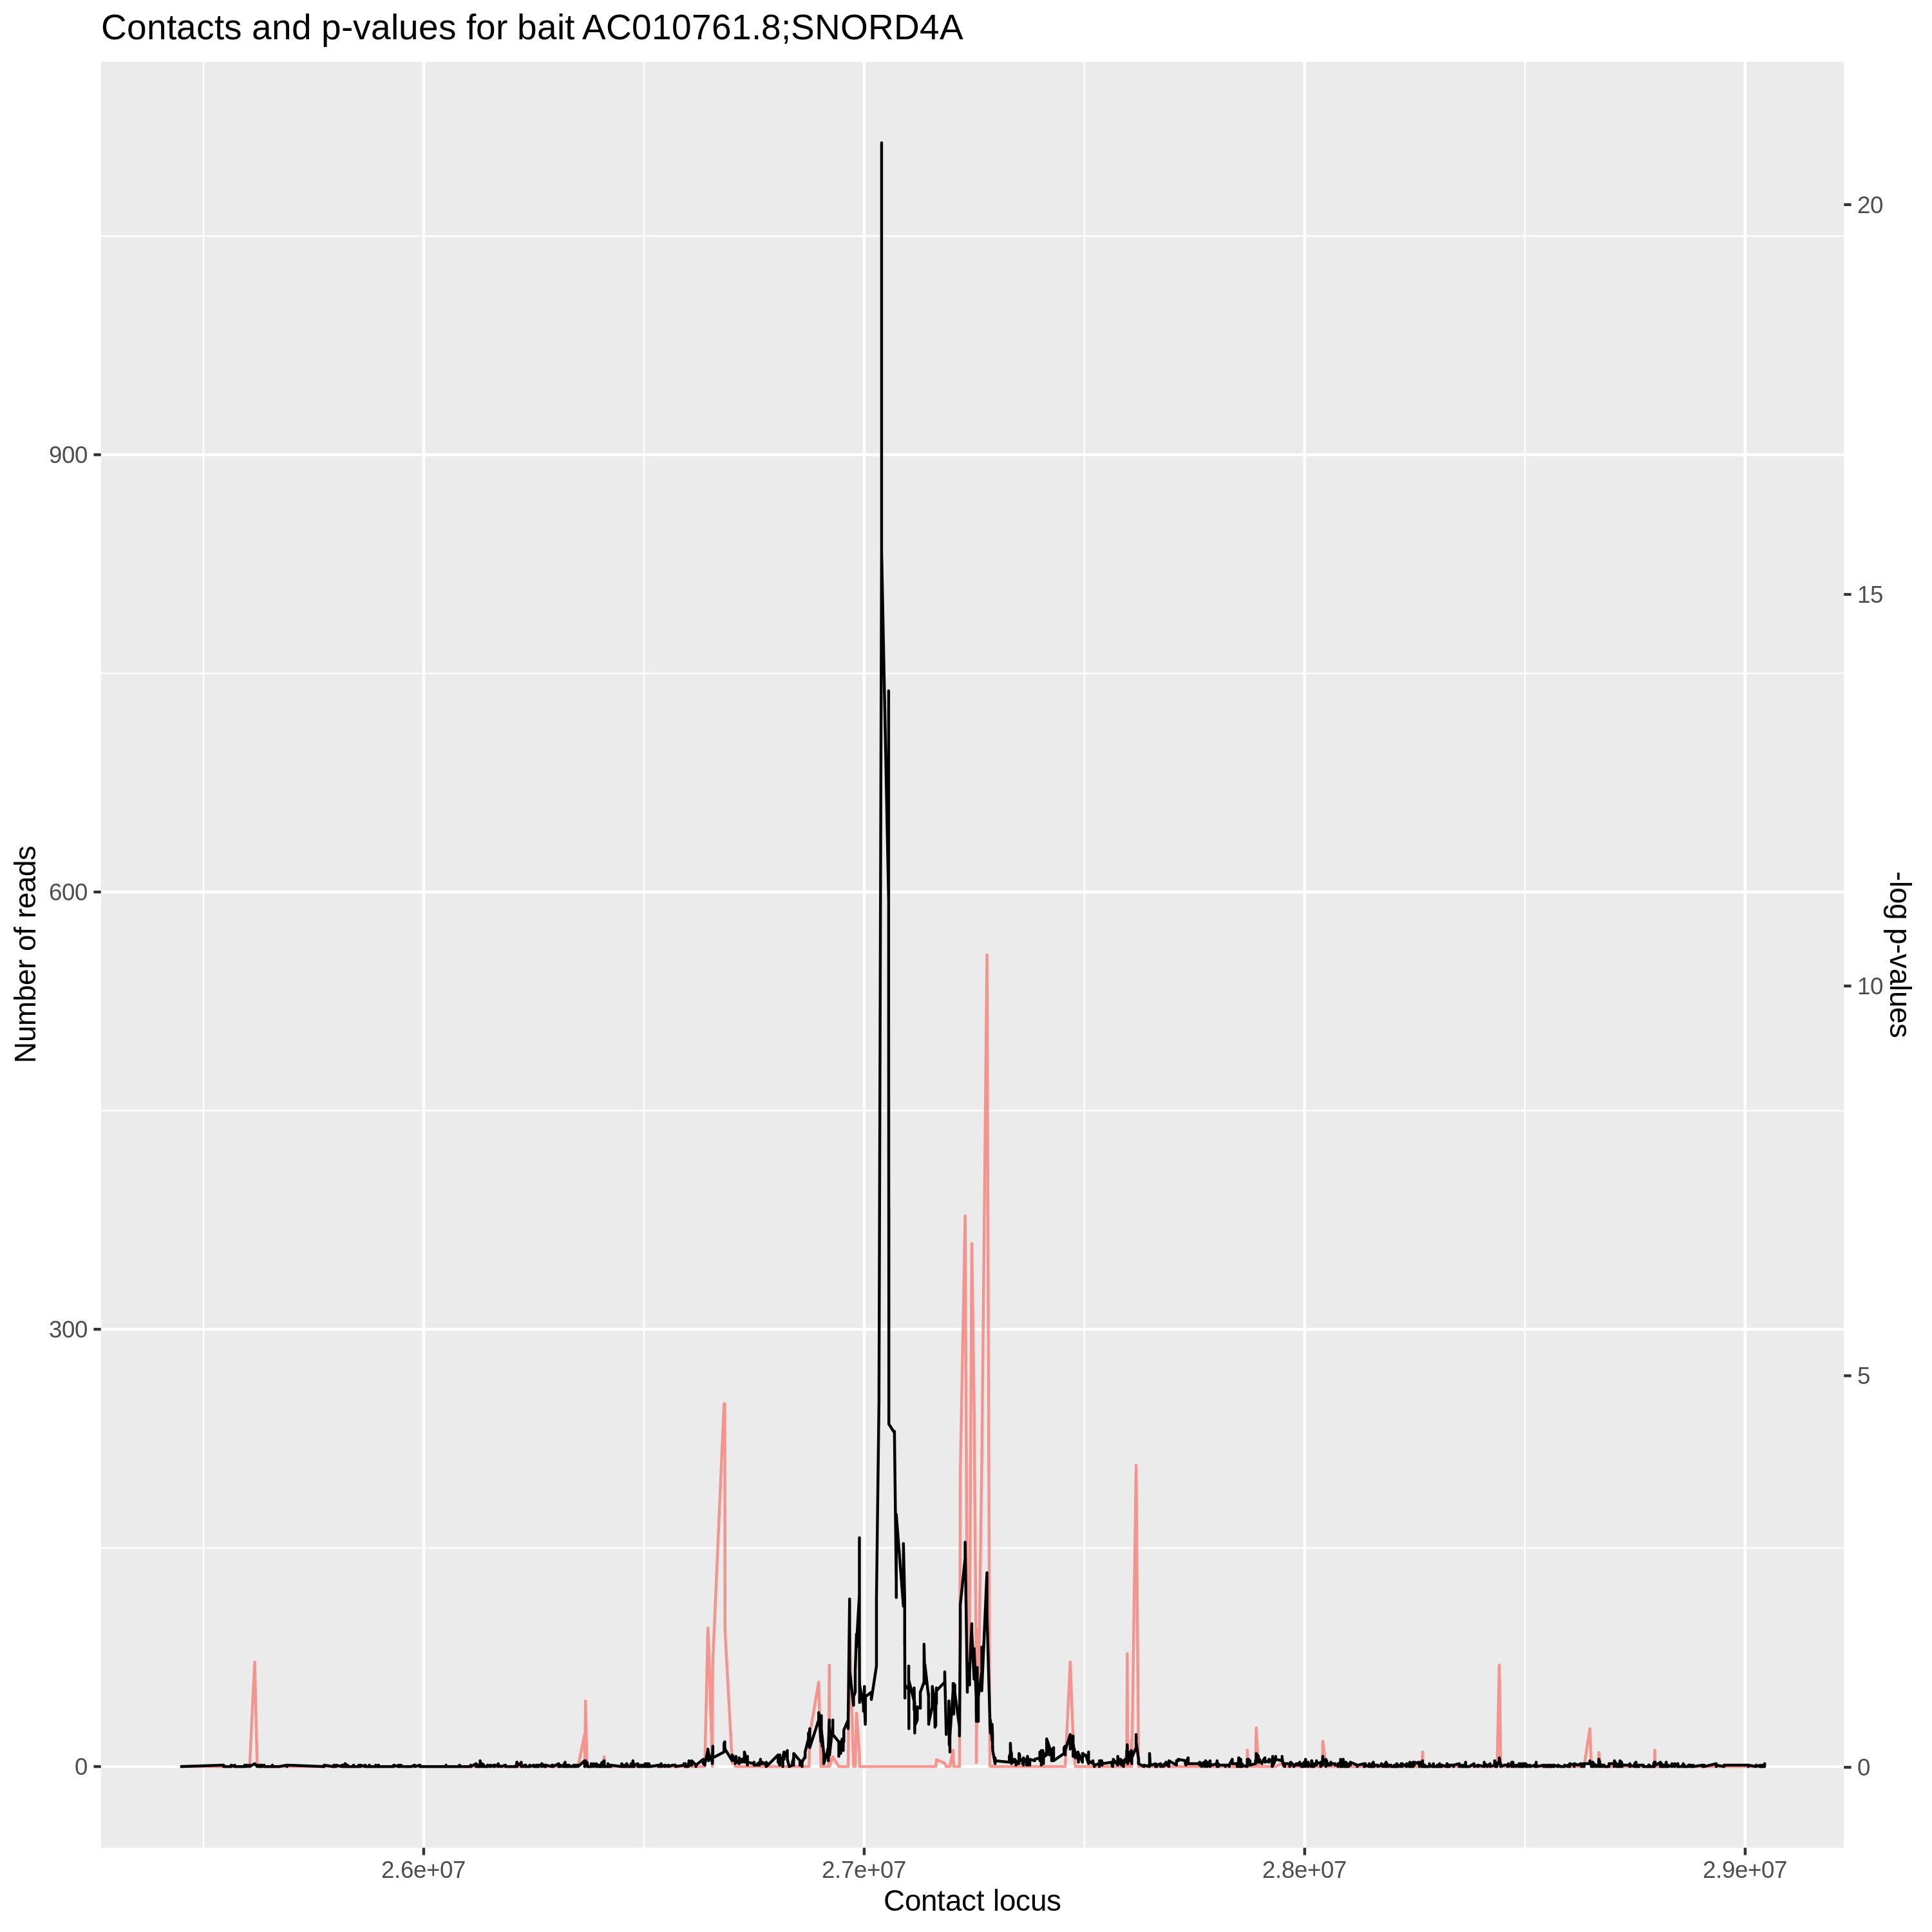 Contacts and p-values for bait AC010761.8;SNORD4A
Number of reads
900
600
300
0
20
15
10
5
0
-log p-values
2.6e+07
2.7e+07
2.8e+07
2.9e+07
Contact locus